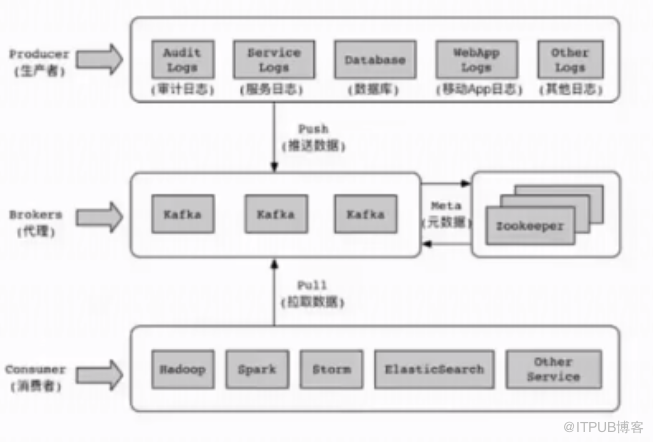 Producer
(生产者)
Audit
Logs
(审计日志)
Service
Logs
(服务日志)
Database
(数据库)
WebApp
Logs
(移动App日志)
Other
Logs
(其他日志)
Push
(推送数据)
Brokers
(代理)
Kafka
Kafka
Kafka
Meta
(元数据)
Zookeeper
Pull
(拉取数据)
Consumer
(消费者)
Hadoop
Spark
Storm
ElasticSearch
Other
Service
@ITPUB博客